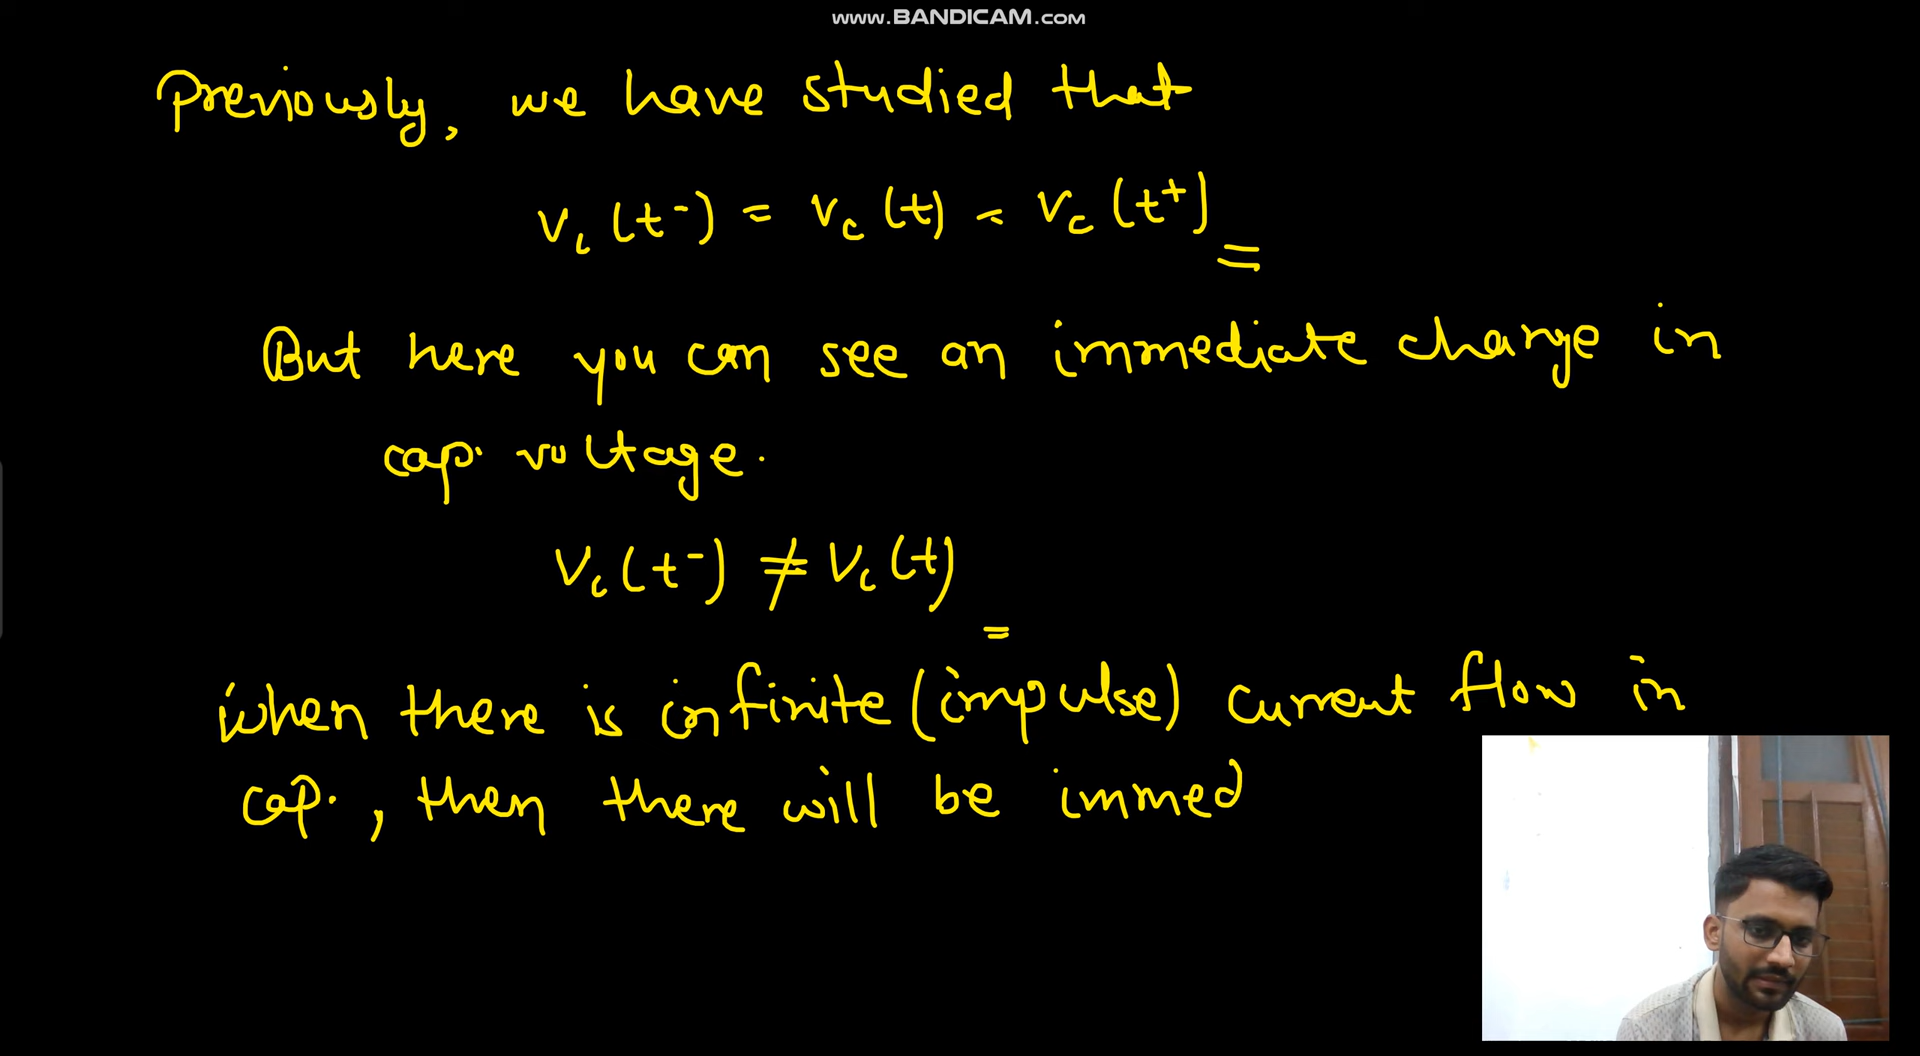 www.BANDICAM.com
Previously, we have studied that
Vc (t-) = Vc (t) = Vc (t+)
But here you can see an immediate change in
cap. voltage.
Vc (t-) ≠ Vc (t)
when there is infinite (impulse) current flow in
cap., then there will be immed